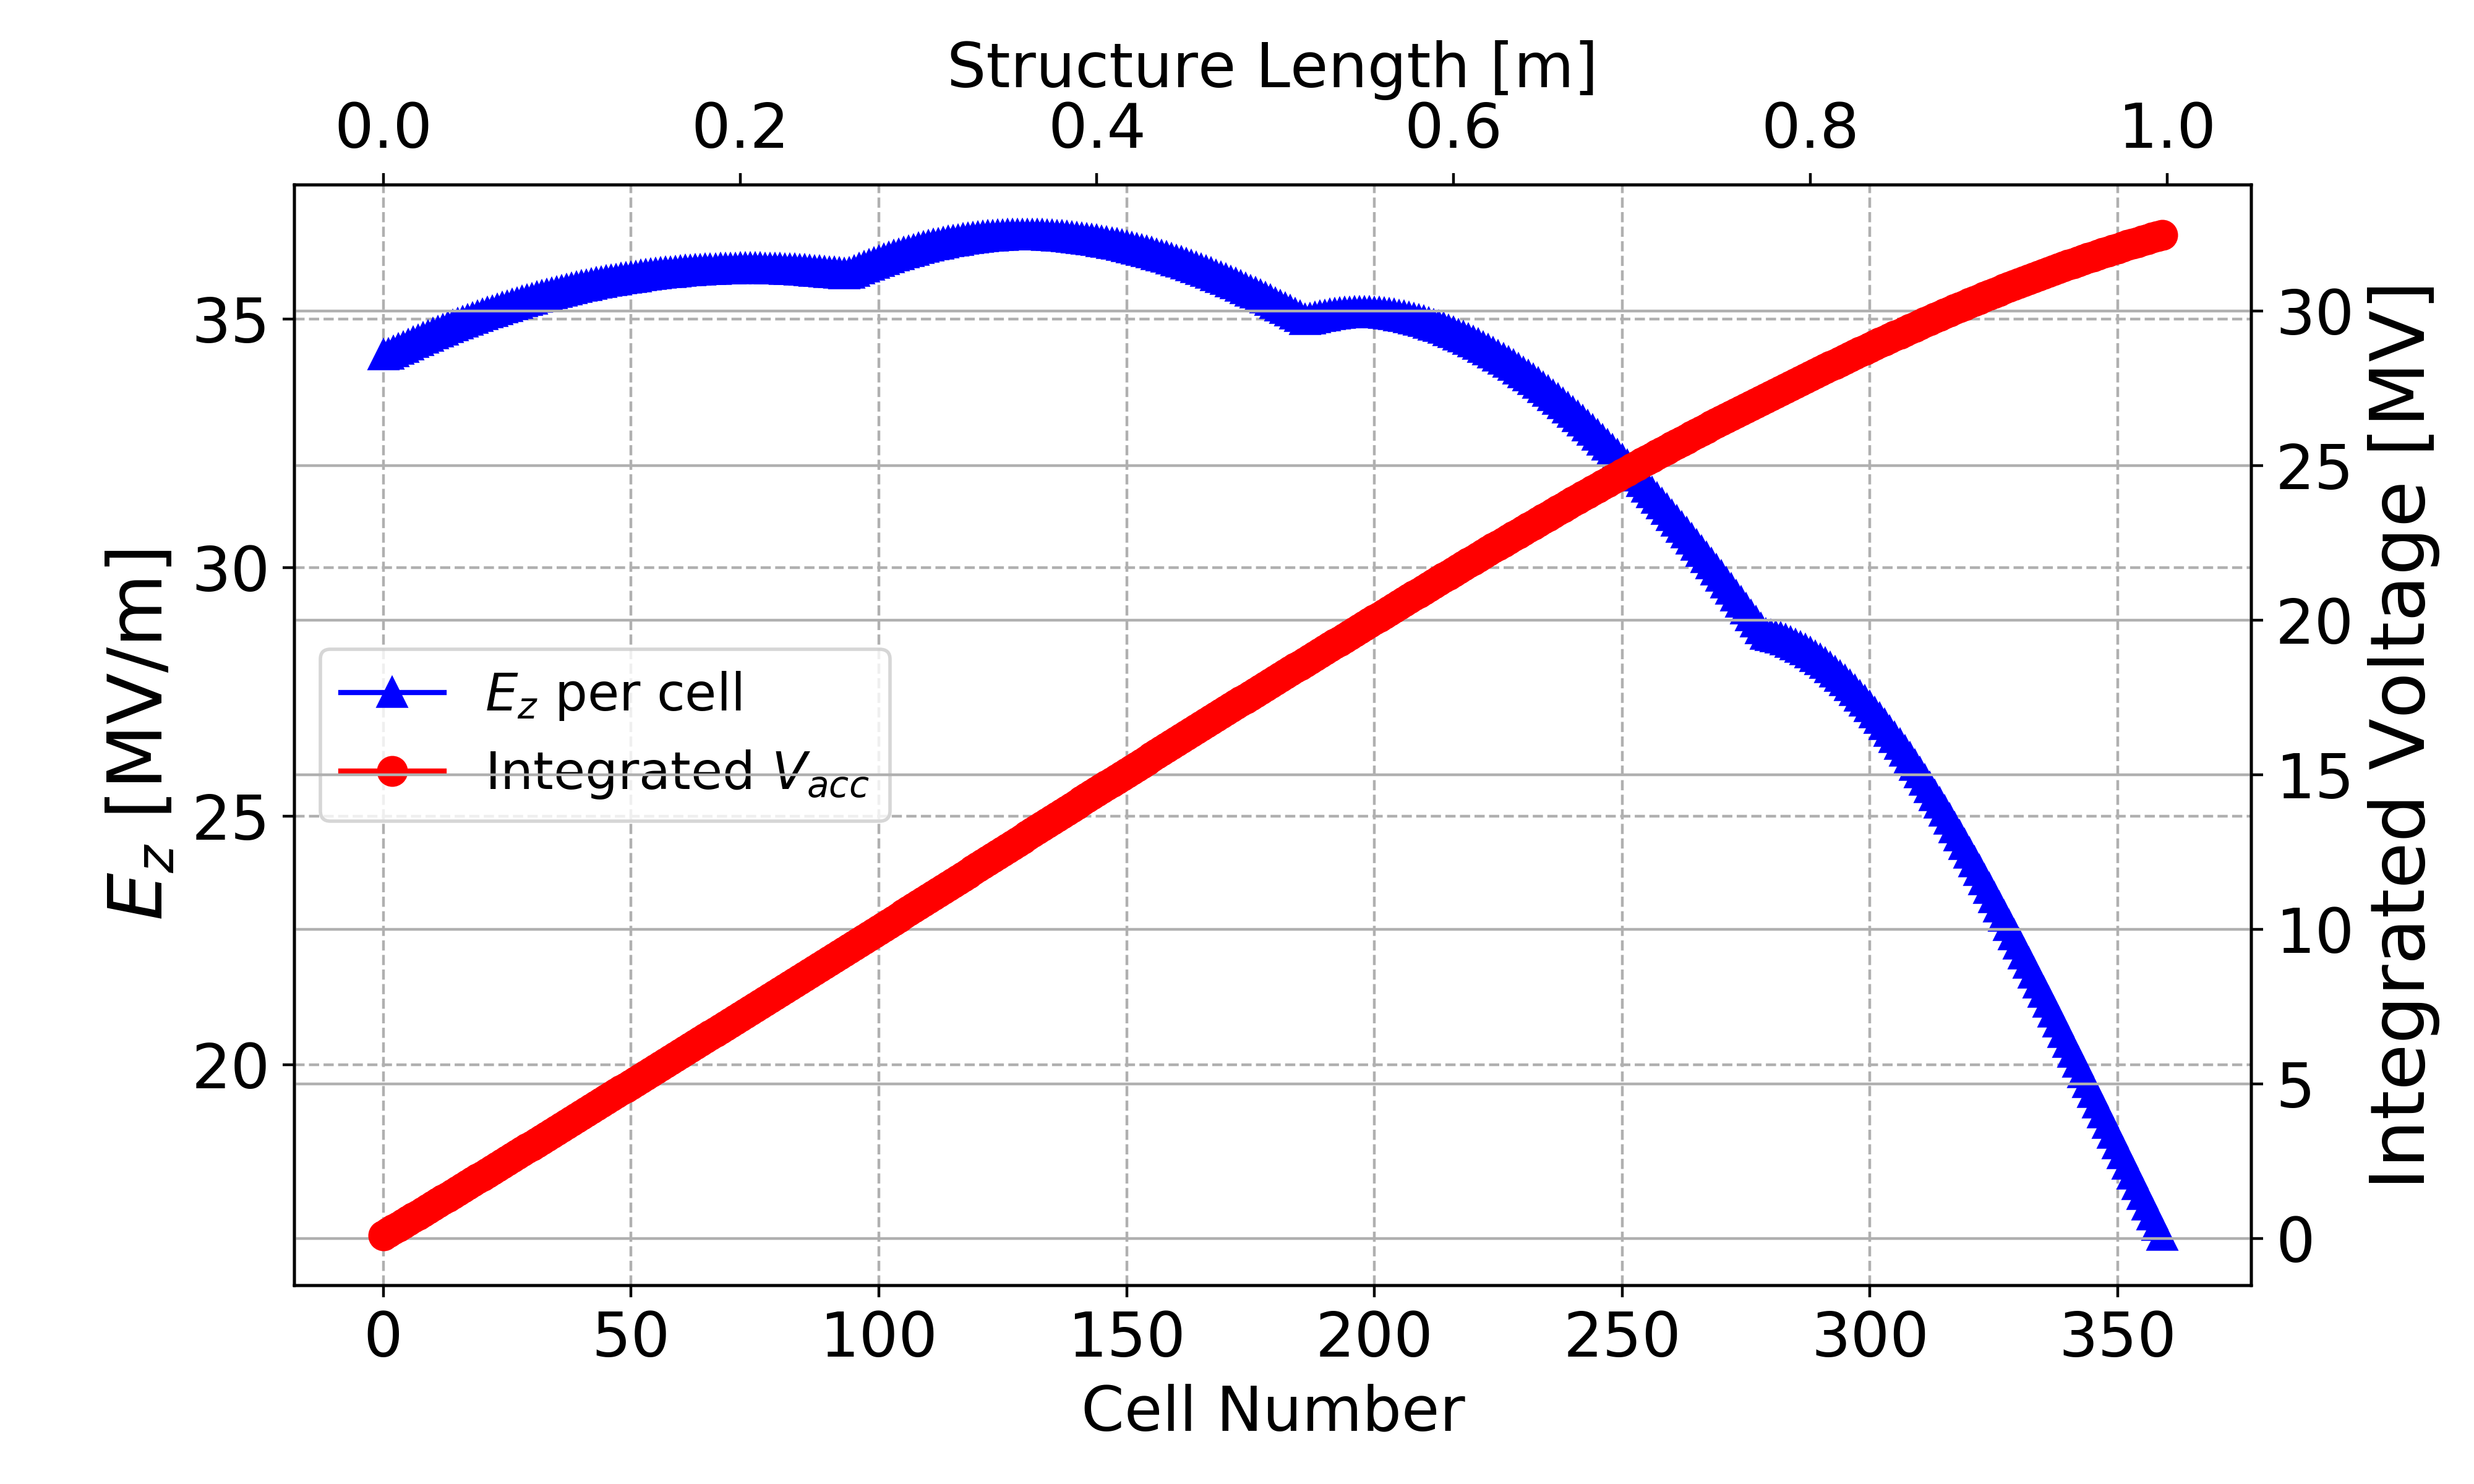 Structure Length [m]
0.0 0.2 0.4 0.6 0.8 1.0
E_z [MV/m]
35
30
25
20
E_z per cell
Integrated V_acc
30
25
20
15
10
5
0
Integrated Voltage [MV]
0 50 100 150 200 250 300 350
Cell Number